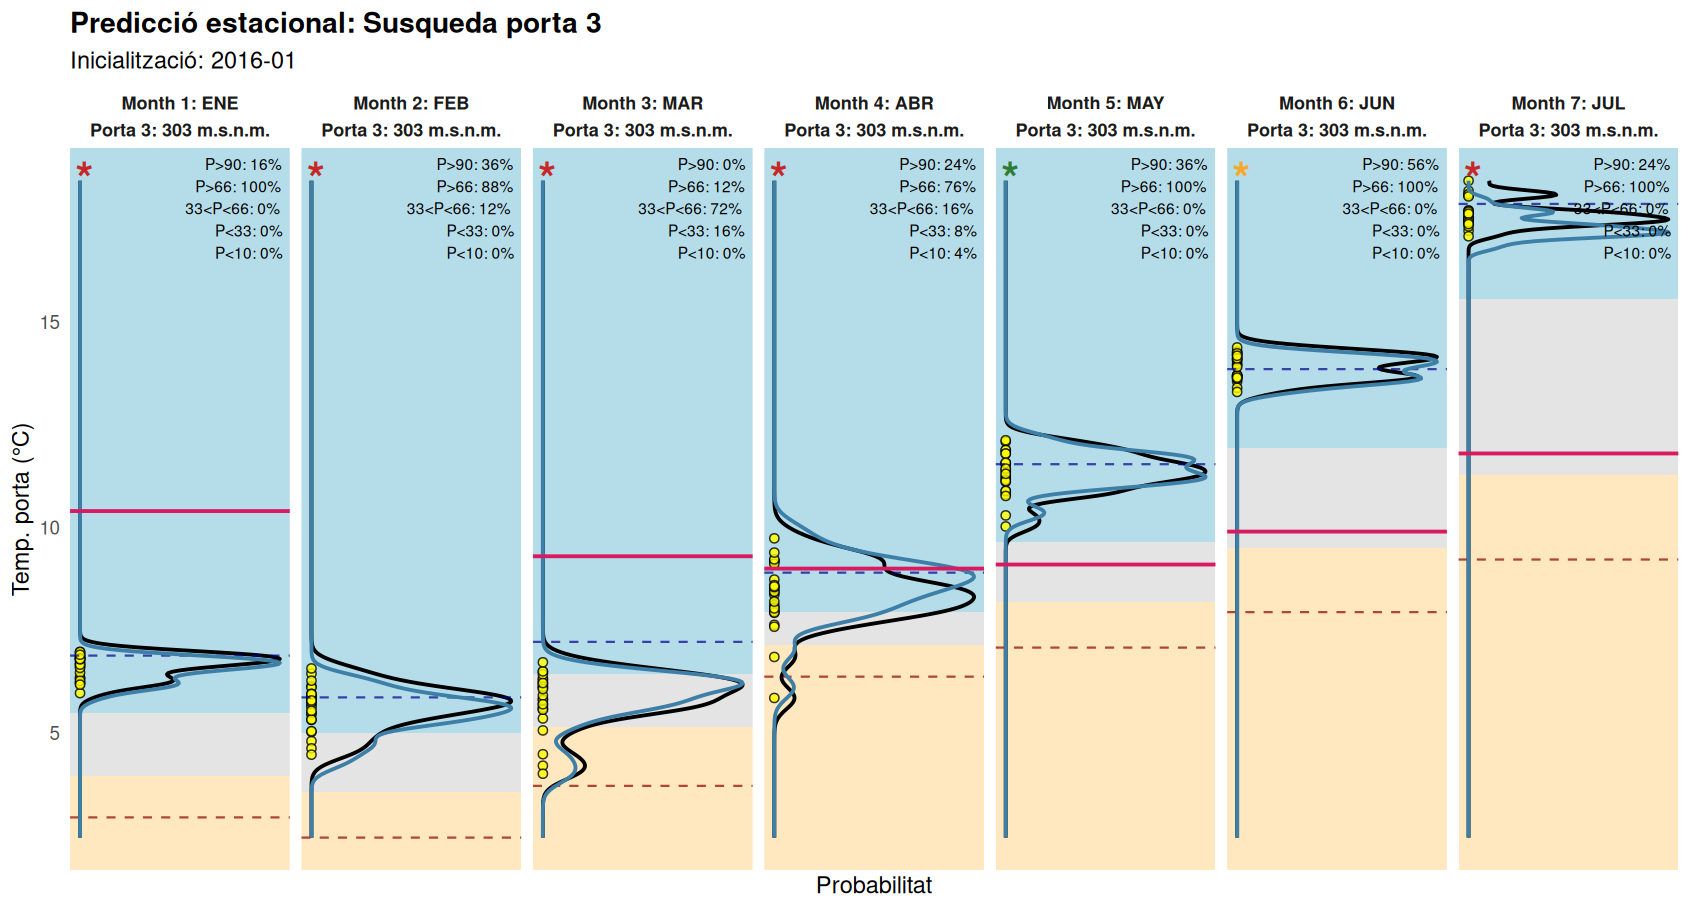 Predicció estacional: Susqueda porta 3
Inicialització: 2016-01
Month 1: ENE
Porta 3: 303 m.s.n.m.
Month 2: FEB
Porta 3: 303 m.s.n.m.
Month 3: MAR
Porta 3: 303 m.s.n.m.
Month 4: ABR
Porta 3: 303 m.s.n.m.
Month 5: MAY
Porta 3: 303 m.s.n.m.
Month 6: JUN
Porta 3: 303 m.s.n.m.
Month 7: JUL
Porta 3: 303 m.s.n.m.
*
P>90: 16%
P>66: 100%
33<P<66: 0%
P<33: 0%
P<10: 0%
*
P>90: 36%
P>66: 88%
33<P<66: 12%
P<33: 0%
P<10: 0%
*
P>90: 0%
P>66: 12%
33<P<66: 72%
P<33: 16%
P<10: 0%
*
P>90: 24%
P>66: 76%
33<P<66: 16%
P<33: 8%
P<10: 4%
*
P>90: 36%
P>66: 100%
33<P<66: 0%
P<33: 0%
P<10: 0%
*
P>90: 56%
P>66: 100%
33<P<66: 0%
P<33: 0%
P<10: 0%
*
P>90: 24%
P>66: 100%
33<P<66: 0%
P<33: 0%
P<10: 0%
15
10
5
Temp. porta (°C)
Probabilitat